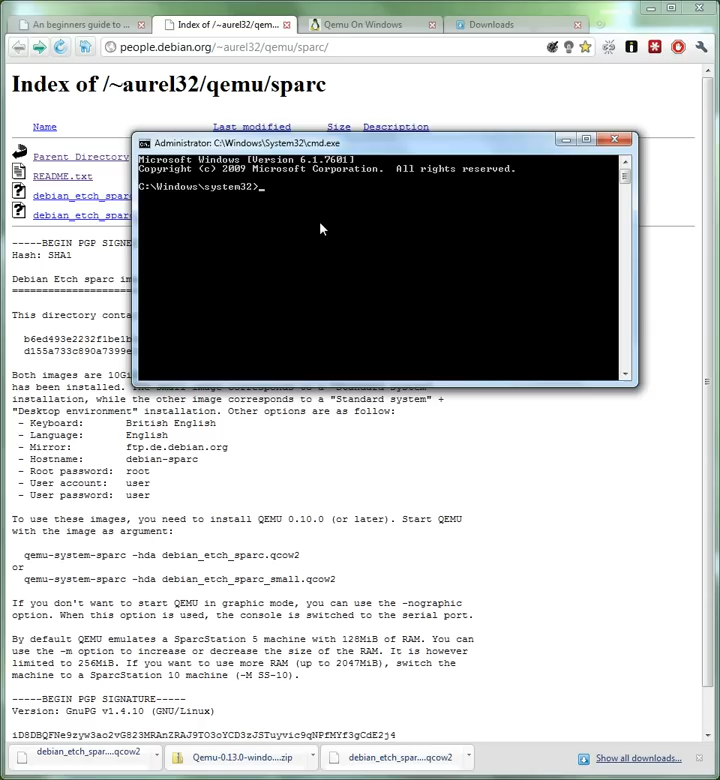 An beginners guide to ...
Index of /~aurel32/qem...
Qemu On Windows
Downloads
people.debian.org/~aurel32/qemu/sparc/
Index of /~aurel32/qemu/sparc
Name Last modified Size Description
Administrator: C:\Windows\System32\cmd.exe
Microsoft Windows [Version 6.1.7601]
Copyright (c) 2009 Microsoft Corporation. All rights reserved.
C:\Windows\system32>_
Parent Directory
README.txt
debian_etch_sparc
debian_etch_sparc
-----BEGIN PGP SIGNE
Hash: SHA1
Debian Etch sparc im
====================
This directory conta
b6ed493e2232f1be1b
d155a733c890a7399e
Both images are 10Gi
has been installed. The small image corresponds to a "Standard system"
installation, while the other image corresponds to a "Standard system" +
"Desktop environment" installation. Other options are as follow:
- Keyboard: British English
- Language: English
- Mirror: ftp.de.debian.org
- Hostname: debian-sparc
- Root password: root
- User account: user
- User password: user
To use these images, you need to install QEMU 0.10.0 (or later). Start QEMU
with the image as argument:
qemu-system-sparc -hda debian_etch_sparc.qcow2
or
qemu-system-sparc -hda debian_etch_sparc_small.qcow2
If you don't want to start QEMU in graphic mode, you can use the -nographic
option. When this option is used, the console is switched to the serial port.
By default QEMU emulates a SparcStation 5 machine with 128MiB of RAM. You can
use the -m option to increase or decrease the size of the RAM. It is however
limited to 256MiB. If you want to use more RAM (up to 2047MiB), switch the
machine to a SparcStation 10 machine (-M SS-10).
-----BEGIN PGP SIGNATURE-----
Version: GnuPG v1.4.10 (GNU/Linux)
iD8DBQFNe9zyw3ao2vG823MRAnZRAJ9TO3oYCD3zJSTuyvic9qNPfMYf3gCdE2j4
debian_etch_spar....qcow2
Qemu-0.13.0-windo....zip
debian_etch_spar....qcow2
Show all downloads...